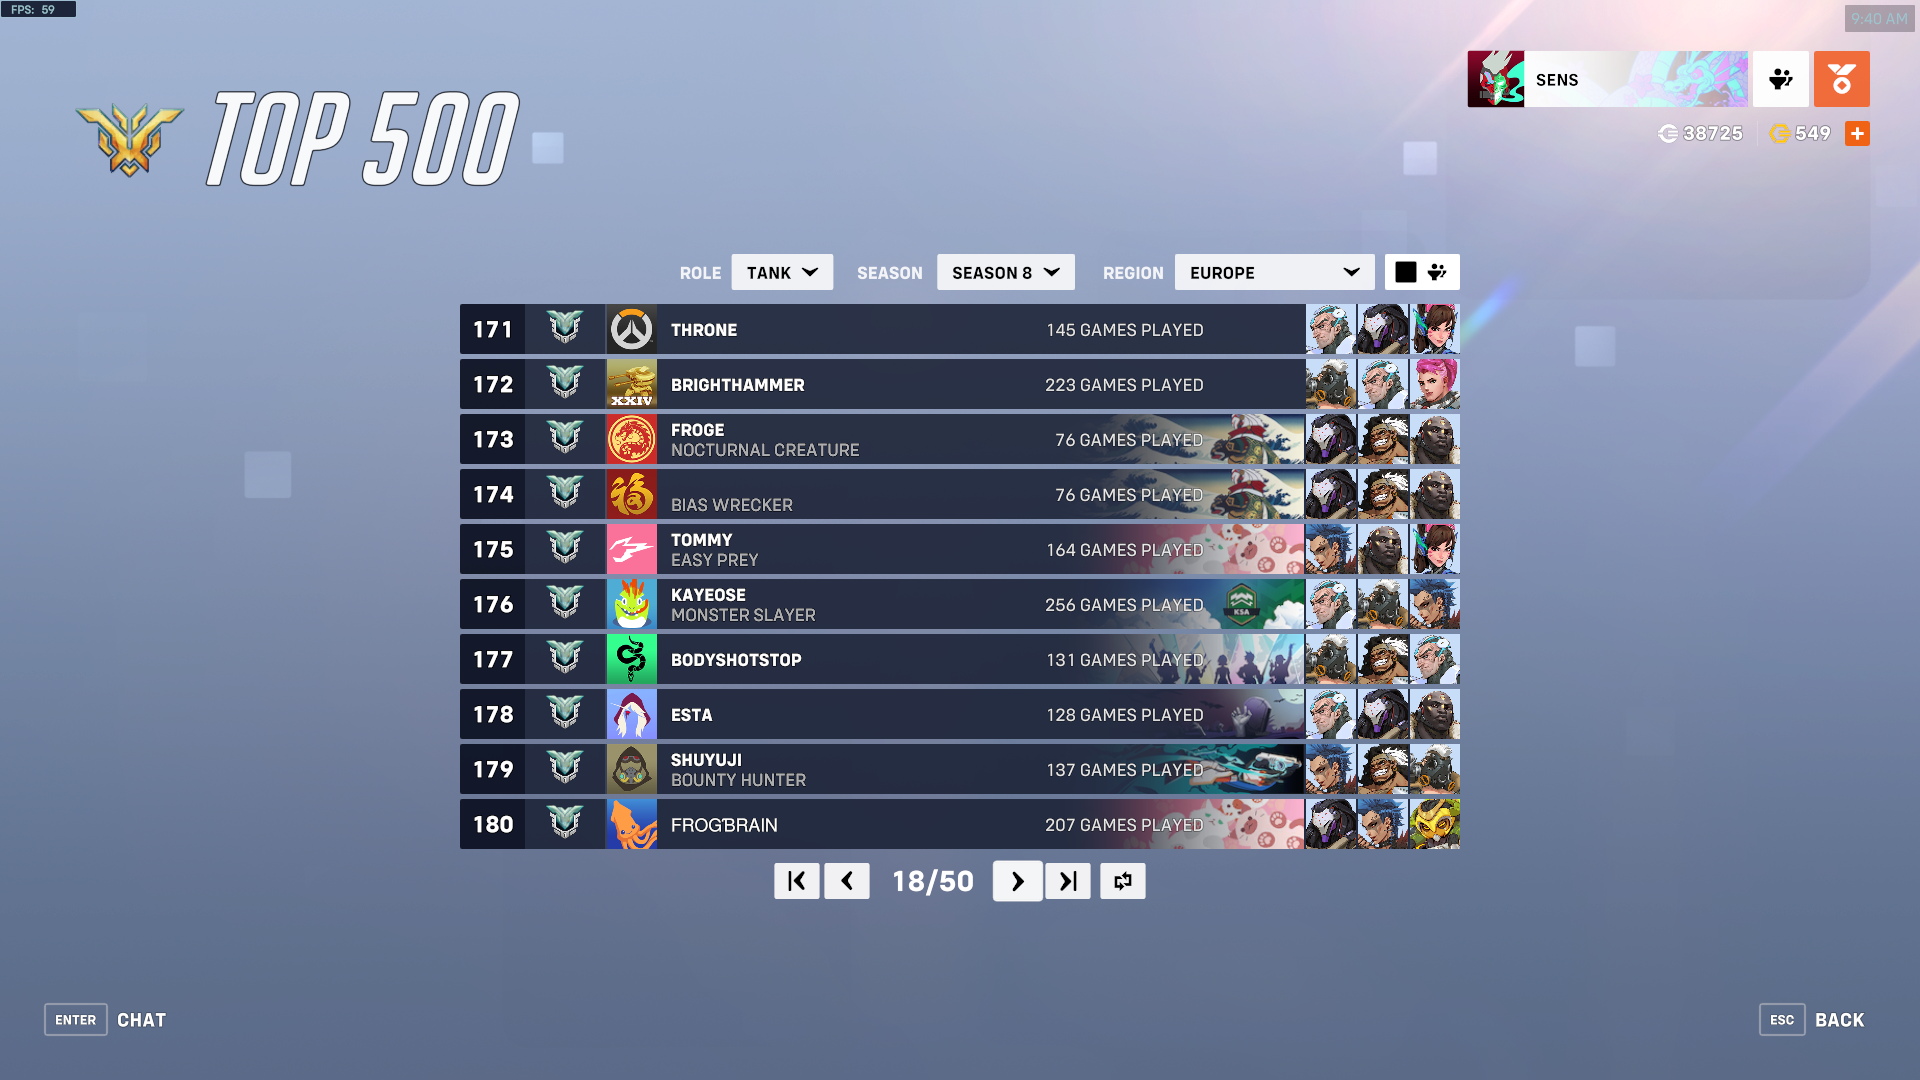 FPS: 59
9:40 AM
TOP 500
SENS
38725
549
ROLE
TANK
SEASON
SEASON 8
REGION
EUROPE
171
THRONE
145 GAMES PLAYED
172
XXIV
BRIGHTHAMMER
223 GAMES PLAYED
173
FROGE
NOCTURNAL CREATURE
76 GAMES PLAYED
174
福
BIAS WRECKER
76 GAMES PLAYED
175
TOMMY
EASY PREY
164 GAMES PLAYED
176
KAYEOSE
MONSTER SLAYER
256 GAMES PLAYED
KSA
177
BODYSHOTSTOP
131 GAMES PLAYED
178
ESTA
128 GAMES PLAYED
179
SHUYUJI
BOUNTY HUNTER
137 GAMES PLAYED
180
FROGƁRAIN
207 GAMES PLAYED
18/50
ENTER
CHAT
ESC
BACK